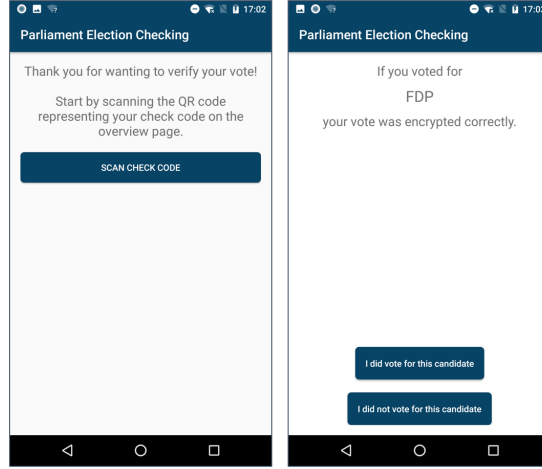 17:02
Parliament Election Checking
Thank you for wanting to verify your vote!
Start by scanning the QR code
representing your check code on the
overview page.
SCAN CHECK CODE
17:03
Parliament Election Checking
If you voted for
FDP
your vote was encrypted correctly.
I did vote for this candidate
I did not vote for this candidate